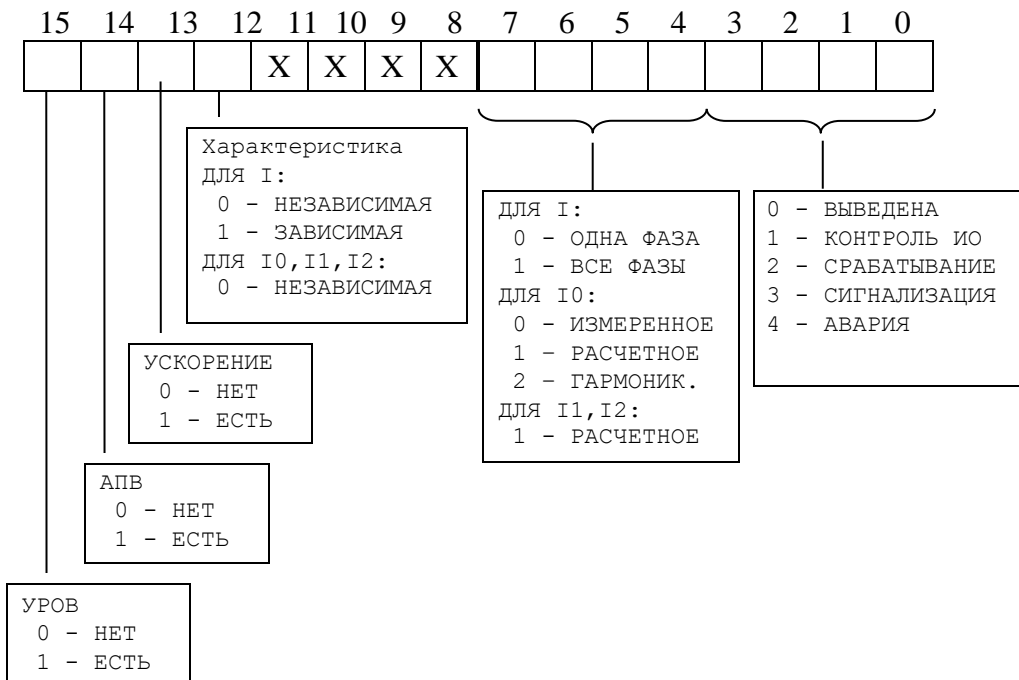 15 14 13 12 11 10 9 8 7 6 5 4 3 2 1 0
X X X X
Характеристика
ДЛЯ I:
0 - НЕЗАВИСИМАЯ
1 - ЗАВИСИМАЯ
ДЛЯ I0,I1,I2:
0 - НЕЗАВИСИМАЯ
ДЛЯ I:
0 - ОДНА ФАЗА
1 - ВСЕ ФАЗЫ
ДЛЯ I0:
0 - ИЗМЕРЕННОЕ
1 – РАСЧЕТНОЕ
2 – ГАРМОНИК.
ДЛЯ I1,I2:
1 - РАСЧЕТНОЕ
0 - ВЫВЕДЕНА
1 - КОНТРОЛЬ ИО
2 - СРАБАТЫВАНИЕ
3 - СИГНАЛИЗАЦИЯ
4 - АВАРИЯ
УСКОРЕНИЕ
0 - НЕТ
1 - ЕСТЬ
АПВ
0 - НЕТ
1 - ЕСТЬ
УРОВ
0 - НЕТ
1 - ЕСТЬ